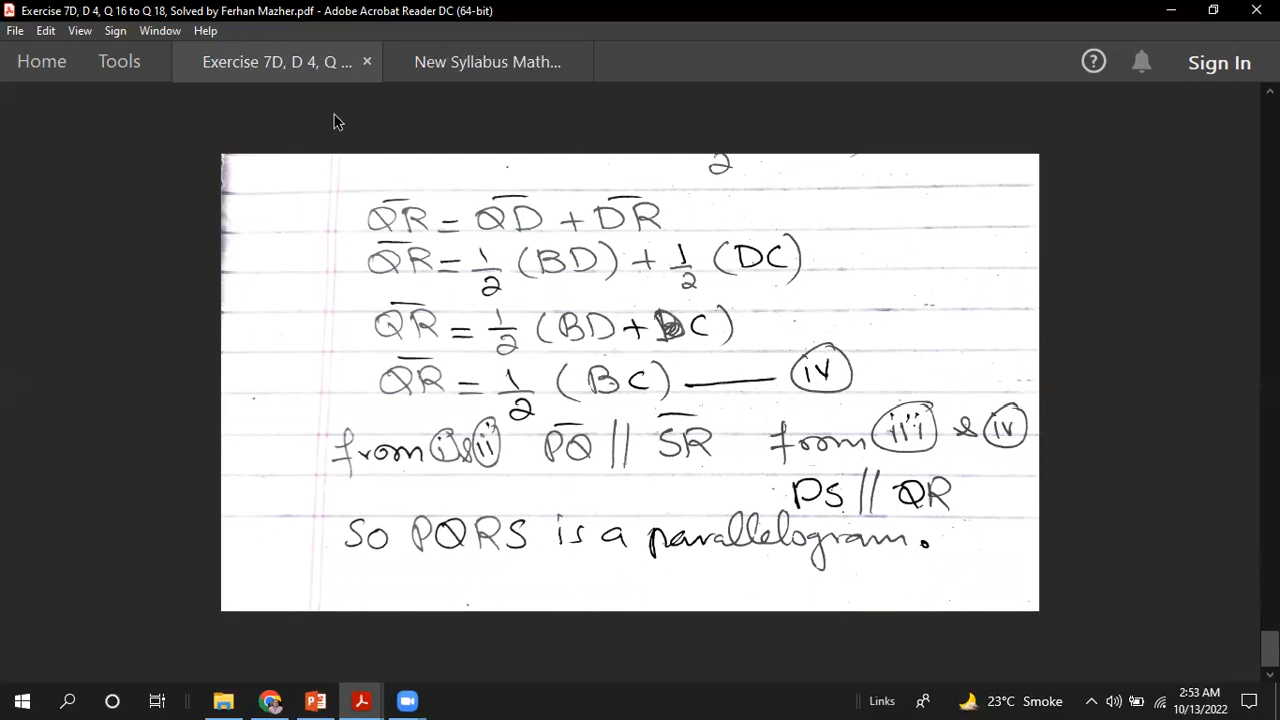 Exercise 7D, D 4, Q 16 to Q 18, Solved by Ferhan Mazher.pdf - Adobe Acrobat Reader DC (64-bit)
File Edit View Sign Window Help
Home Tools Exercise 7D, D 4, Q ... × New Syllabus Math... Sign In
2
QR = QD + DR
QR = 1/2 (BD) + 1/2 (DC)
QR = 1/2 (BD + DC)
QR = 1/2 (BC) —— iv
from i & ii PQ // SR from iii & iv
PS // QR
So PQRS is a parallelogram.
Links 23°C Smoke 2:53 AM
10/13/2022